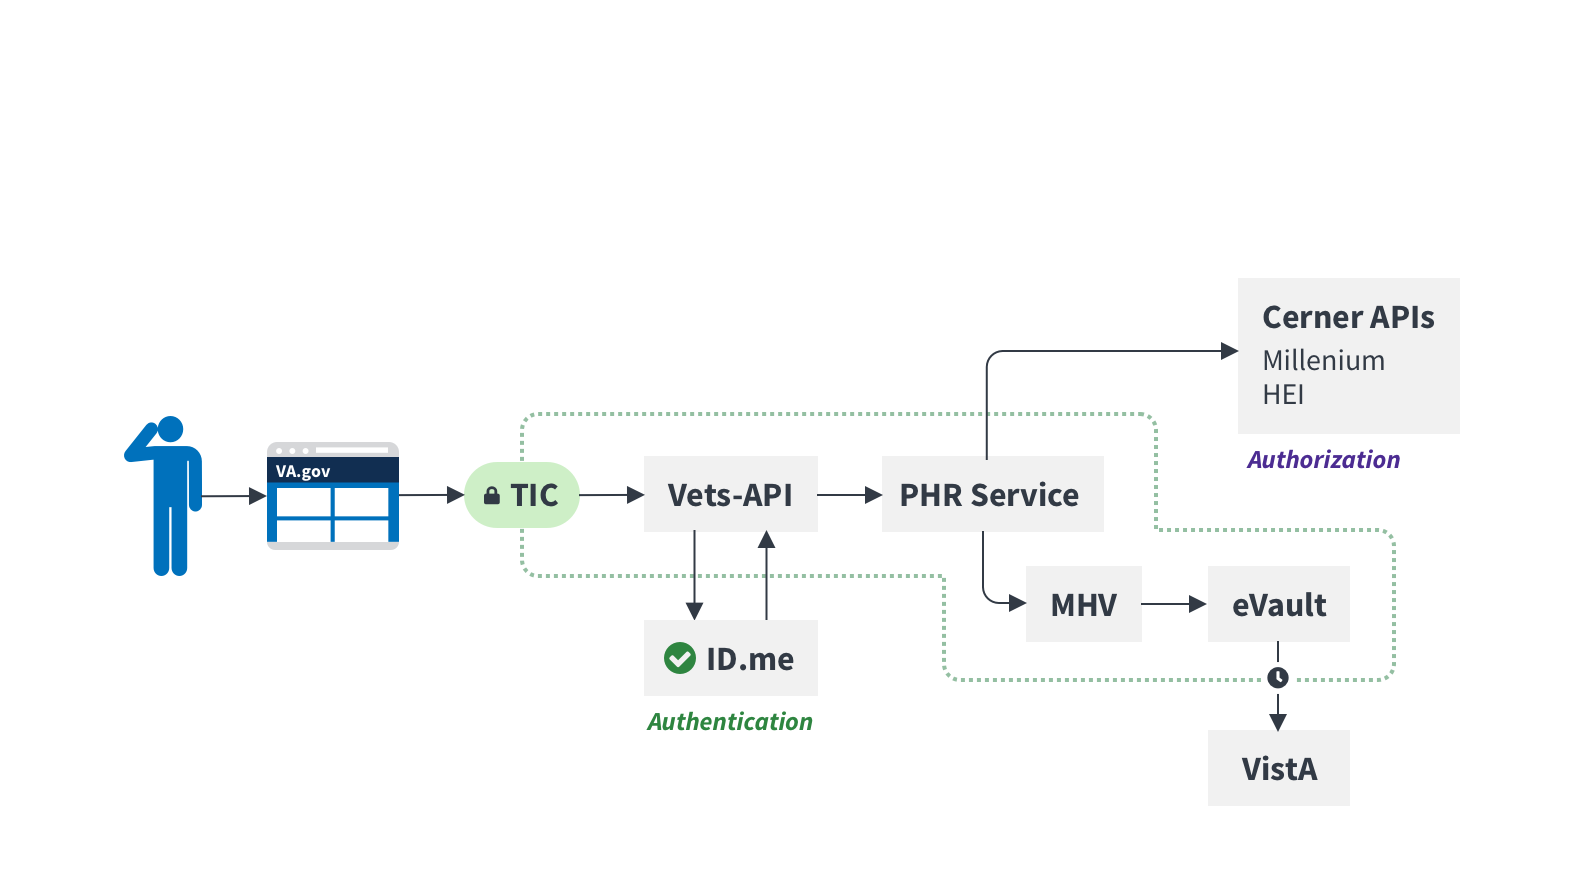 Cerner APIs
Millenium
HEI
Authorization
VA.gov
TIC
Vets-API
PHR Service
MHV
eVault
ID.me
Authentication
VistA